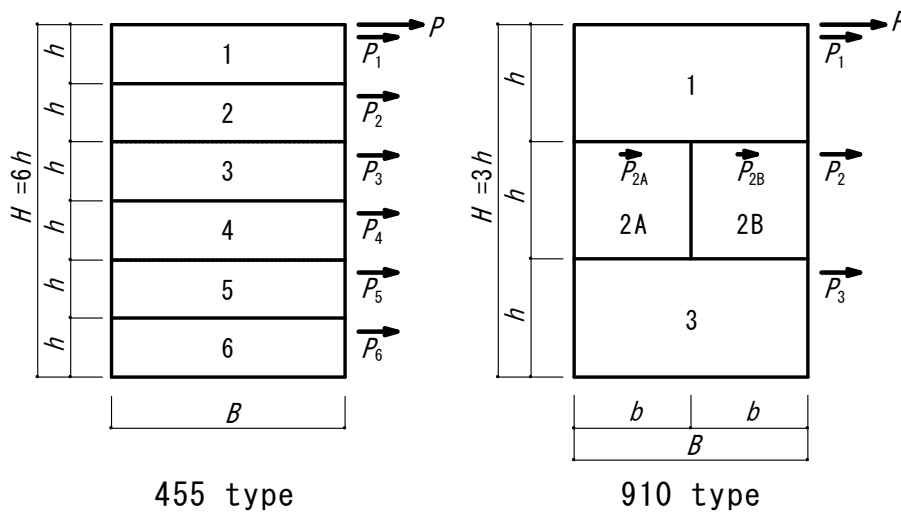 P
h 1 P1
h 2 P2
h 3 P3
H =6h
h 4 P4
h 5 P5
h 6 P6
B
455 type
P
h 1 P1
P2A P2B P2
H =3h
h 2A 2B
P3
h 3
b b
B
910 type